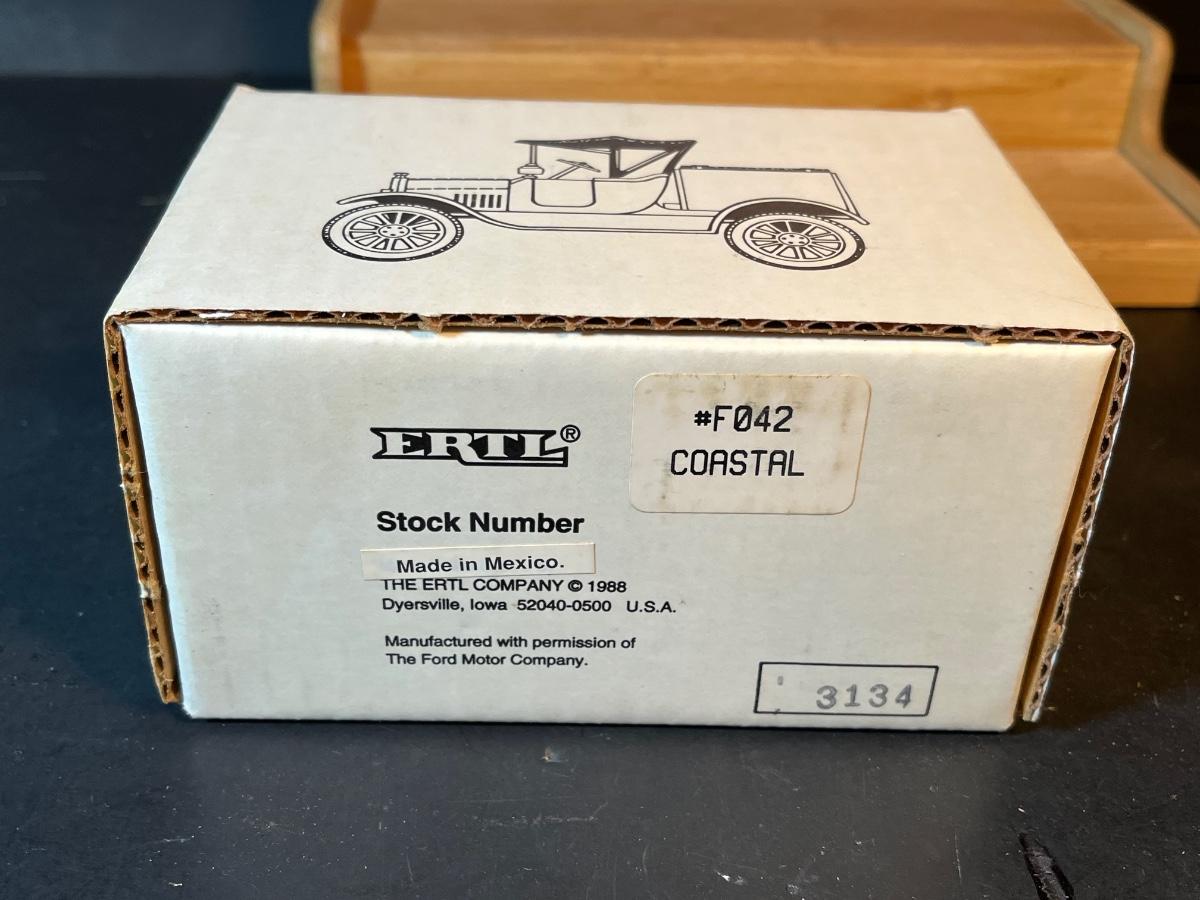 ERTL®
#F042
COASTAL
Stock Number
Made in Mexico.
THE ERTL COMPANY © 1988
Dyersville, Iowa 52040-0500 U.S.A.
Manufactured with permission of
The Ford Motor Company.
3134